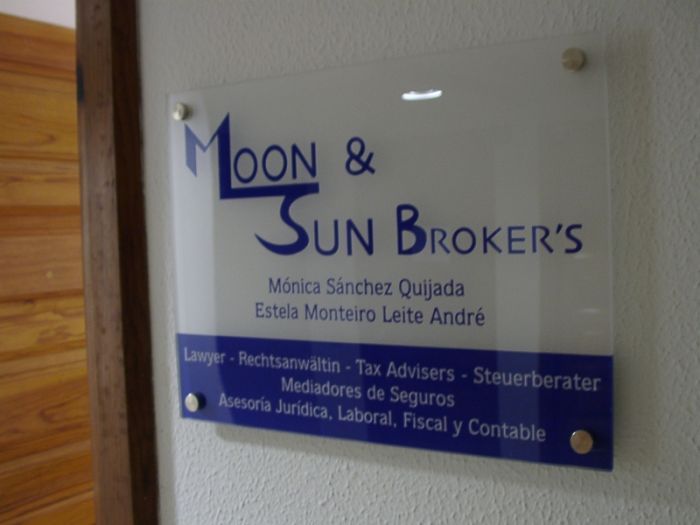 MOON &
SUN BROKER'S
Mónica Sánchez Quijada
Estela Monteiro Leite André
Lawyer - Rechtsanwältin - Tax Advisers - Steuerberater
Mediadores de Seguros
Asesoría Jurídica, Laboral, Fiscal y Contable